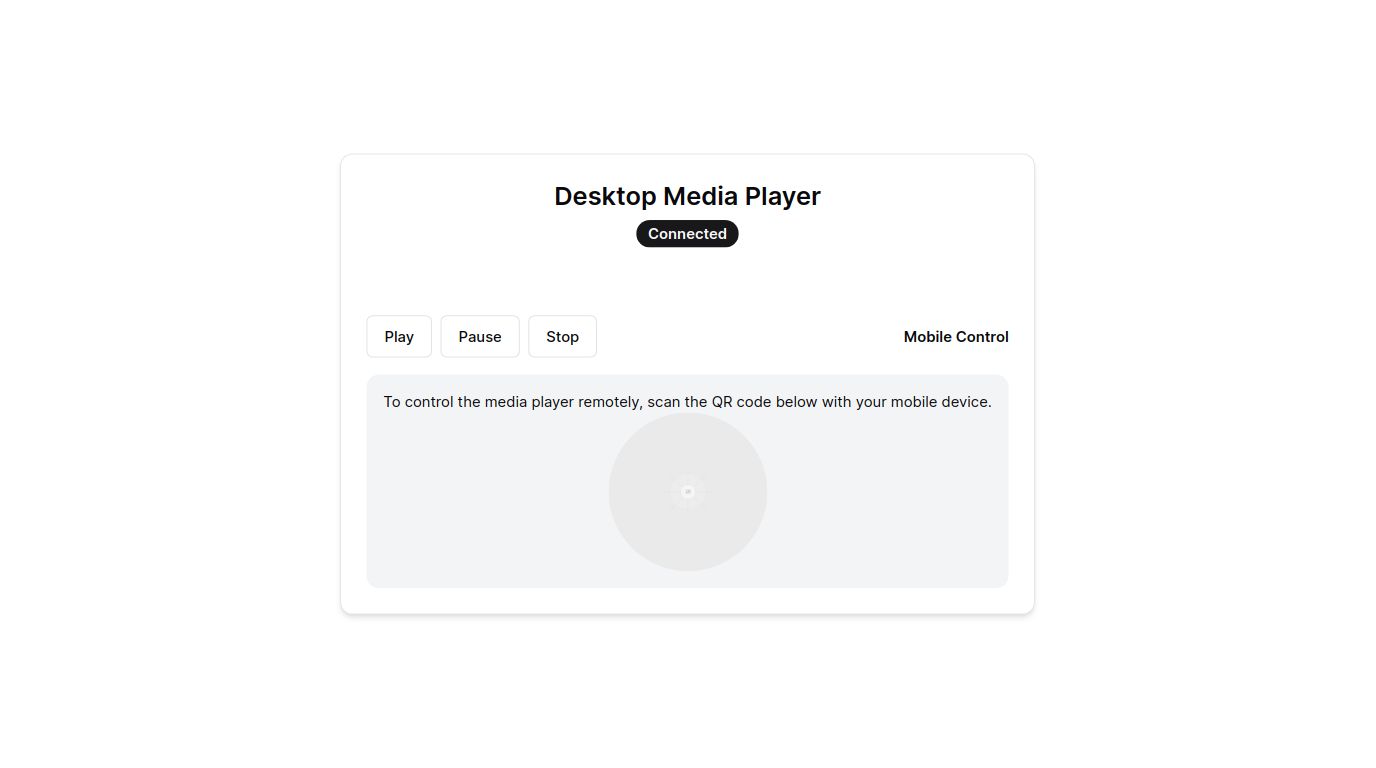 Desktop Media Player
Connected
Play Pause Stop Mobile Control
To control the media player remotely, scan the QR code below with your mobile device.